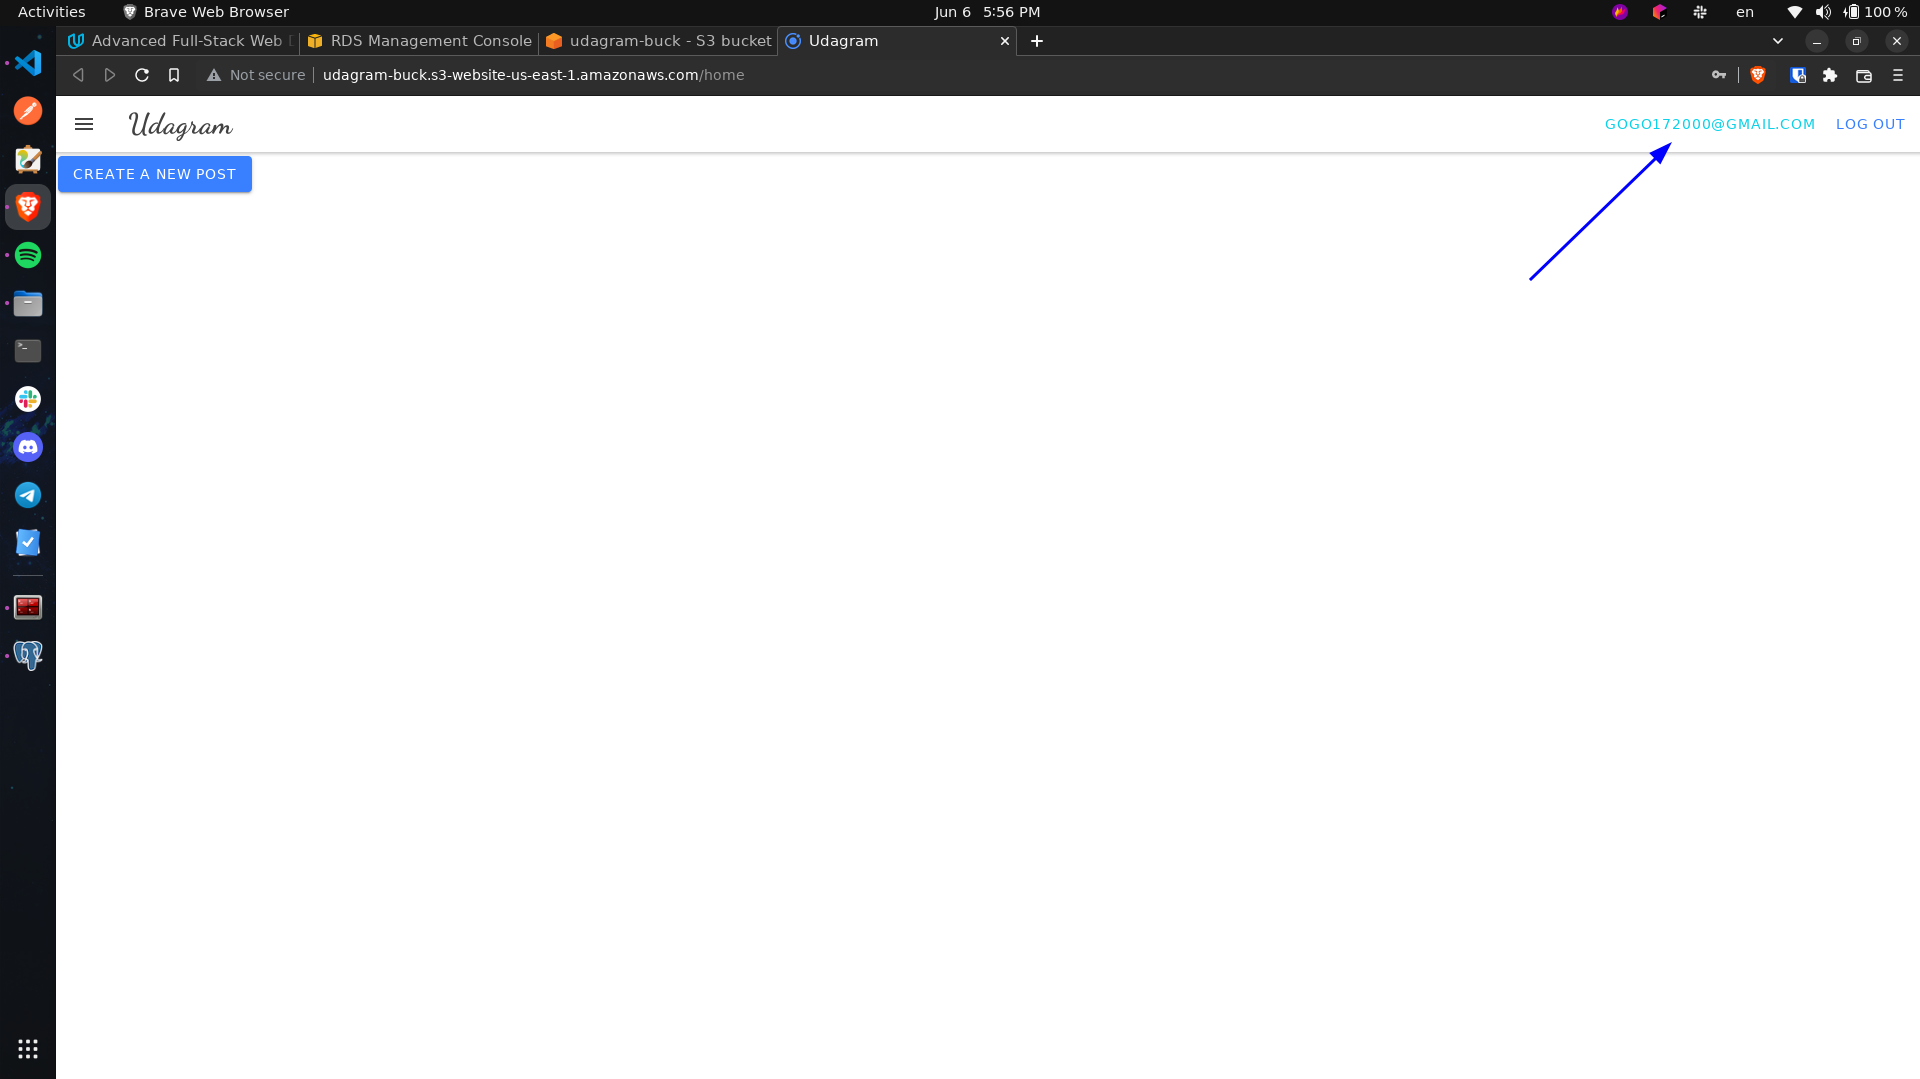 Activities Brave Web Browser Jun 6 5:56 PM en 100 %
Advanced Full-Stack Web RDS Management Console udagram-buck - S3 bucket Udagram
Not secure udagram-buck.s3-website-us-east-1.amazonaws.com/home
Udagram GOGO172000@GMAIL.COM LOG OUT
CREATE A NEW POST